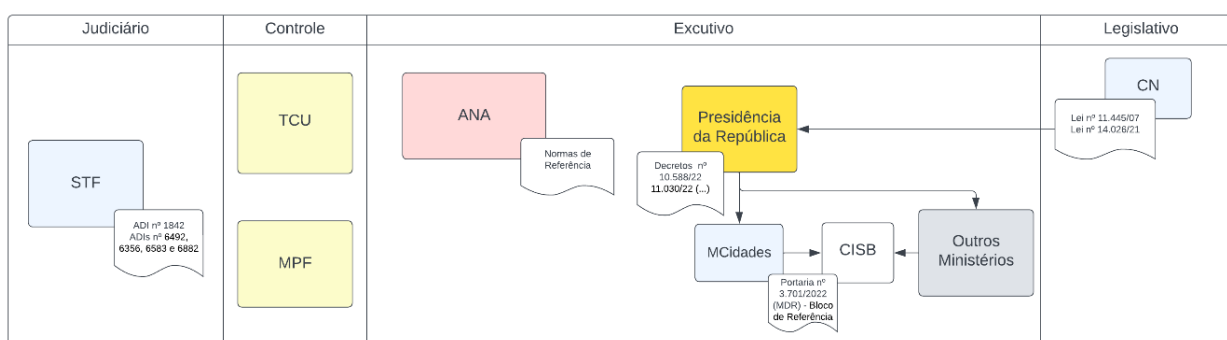 Judiciário
Controle
Excutivo
Legislativo
STF
ADI nº 1842
ADIs nº 6492,
6356, 6583 e 6882
TCU
MPF
ANA
Normas de
Referência
Presidência
da República
Decretos nº
10.588/22
11.030/22 (...)
MCidades
Portaria nº
3.701/2022
(MDR) - Bloco
de Referência
CISB
Outros
Ministérios
CN
Lei nº 11.445/07
Lei nº 14.026/21